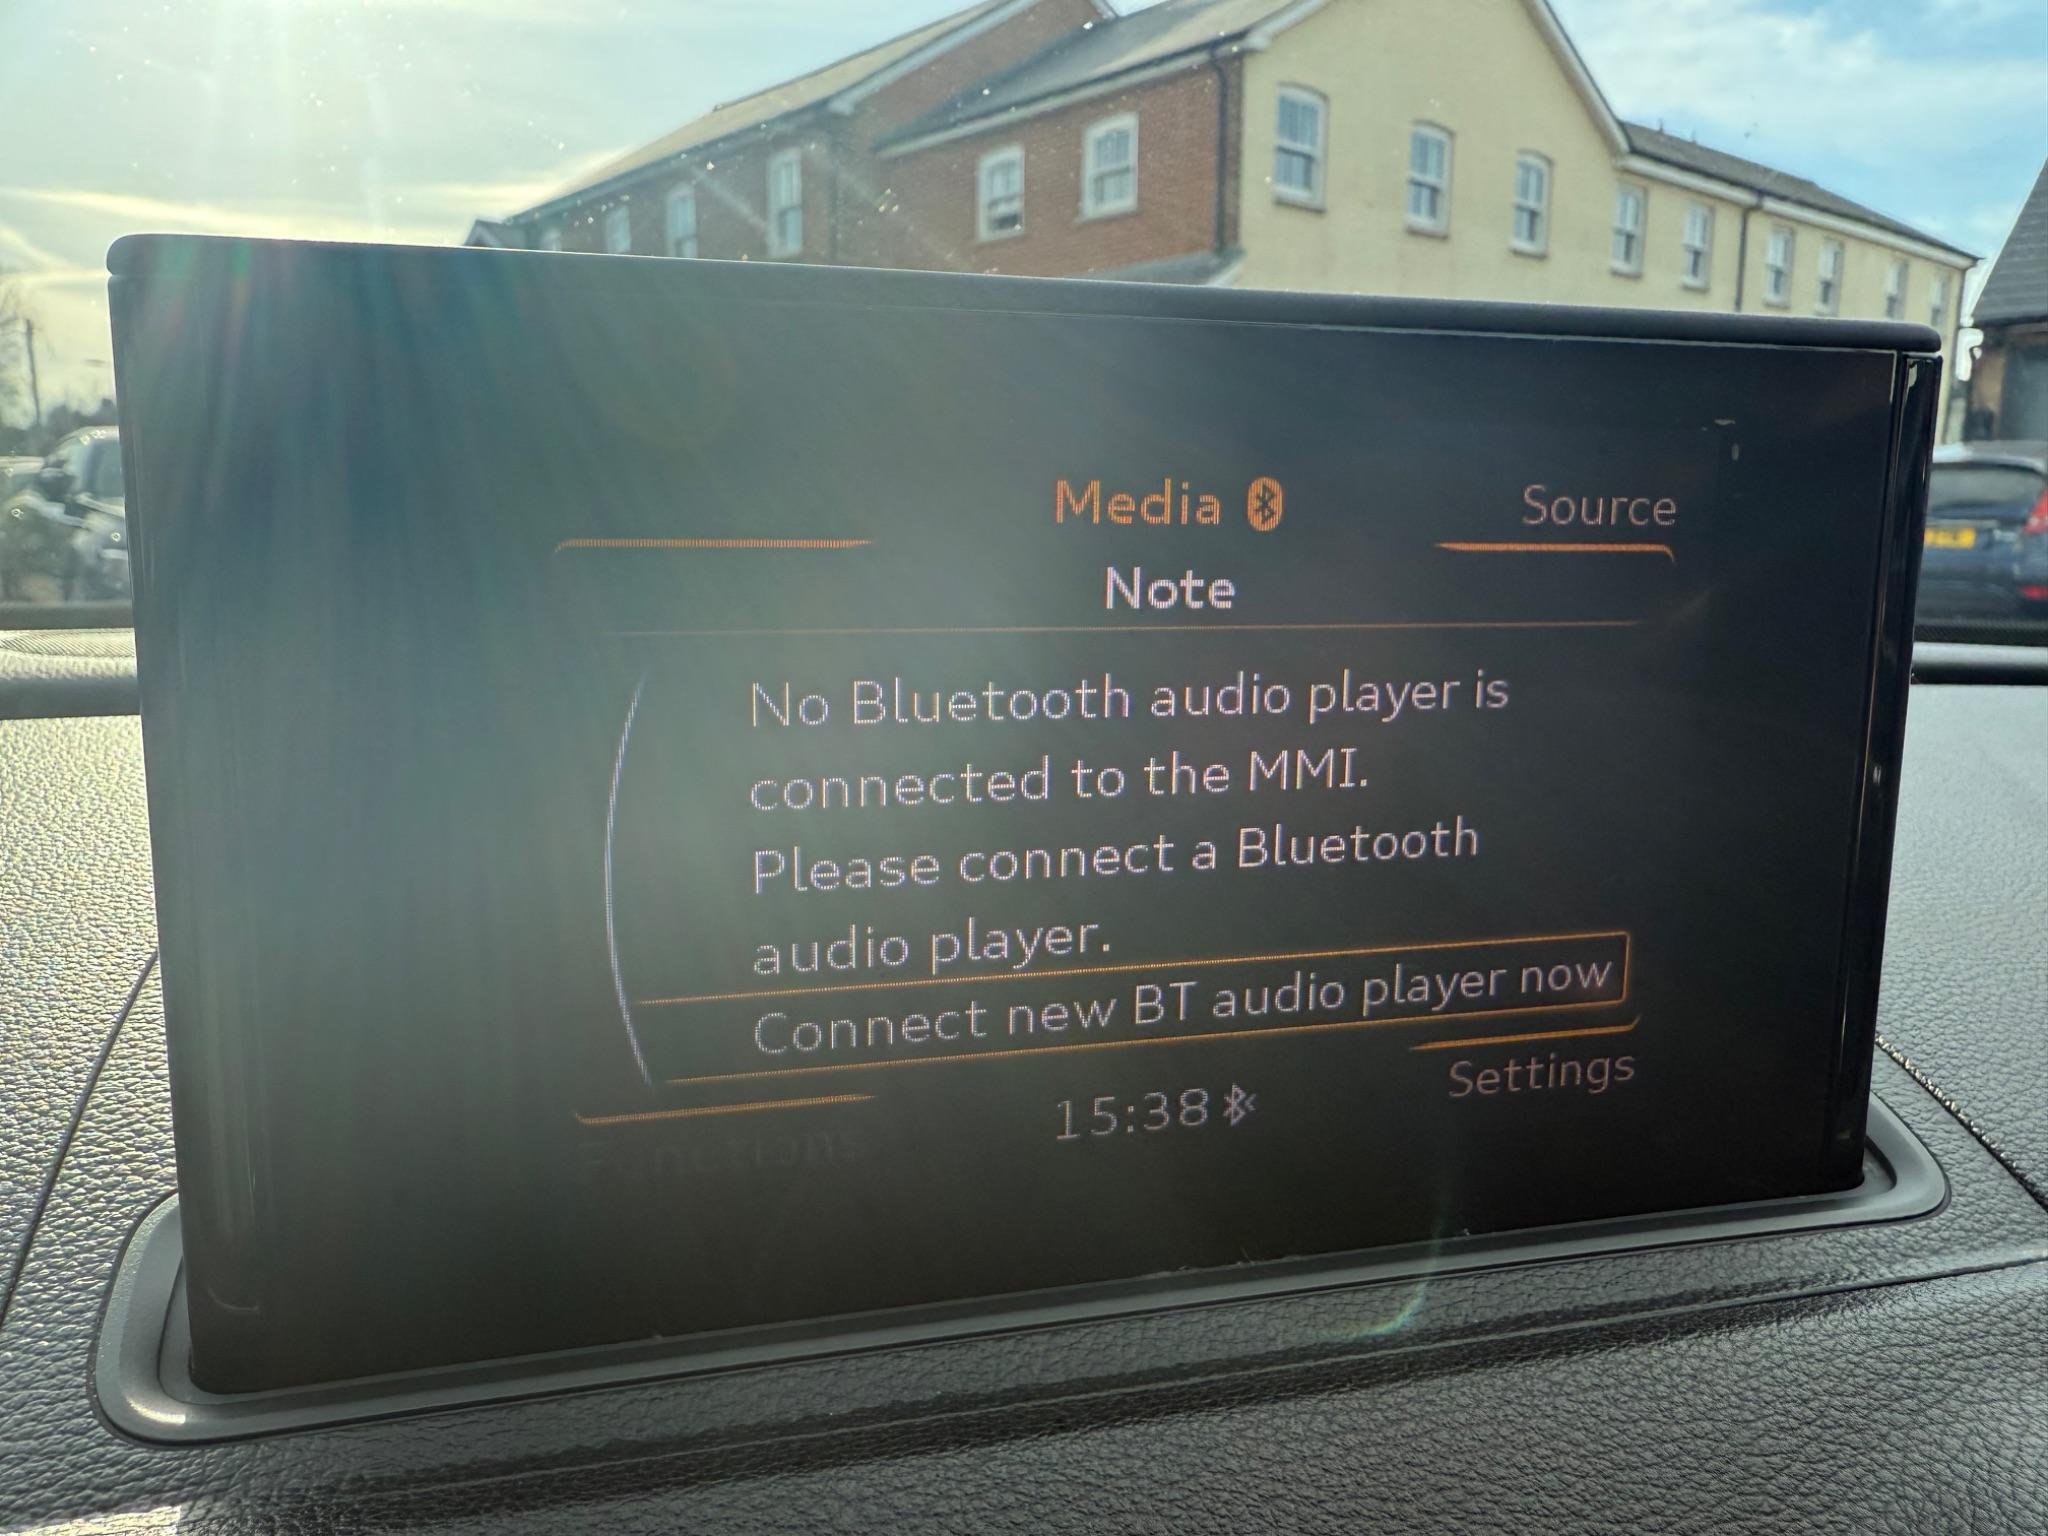 Media
Source
Note
No Bluetooth audio player is
connected to the MMI.
Please connect a Bluetooth
audio player.
Connect new BT audio player now
Settings
15:38
Functions